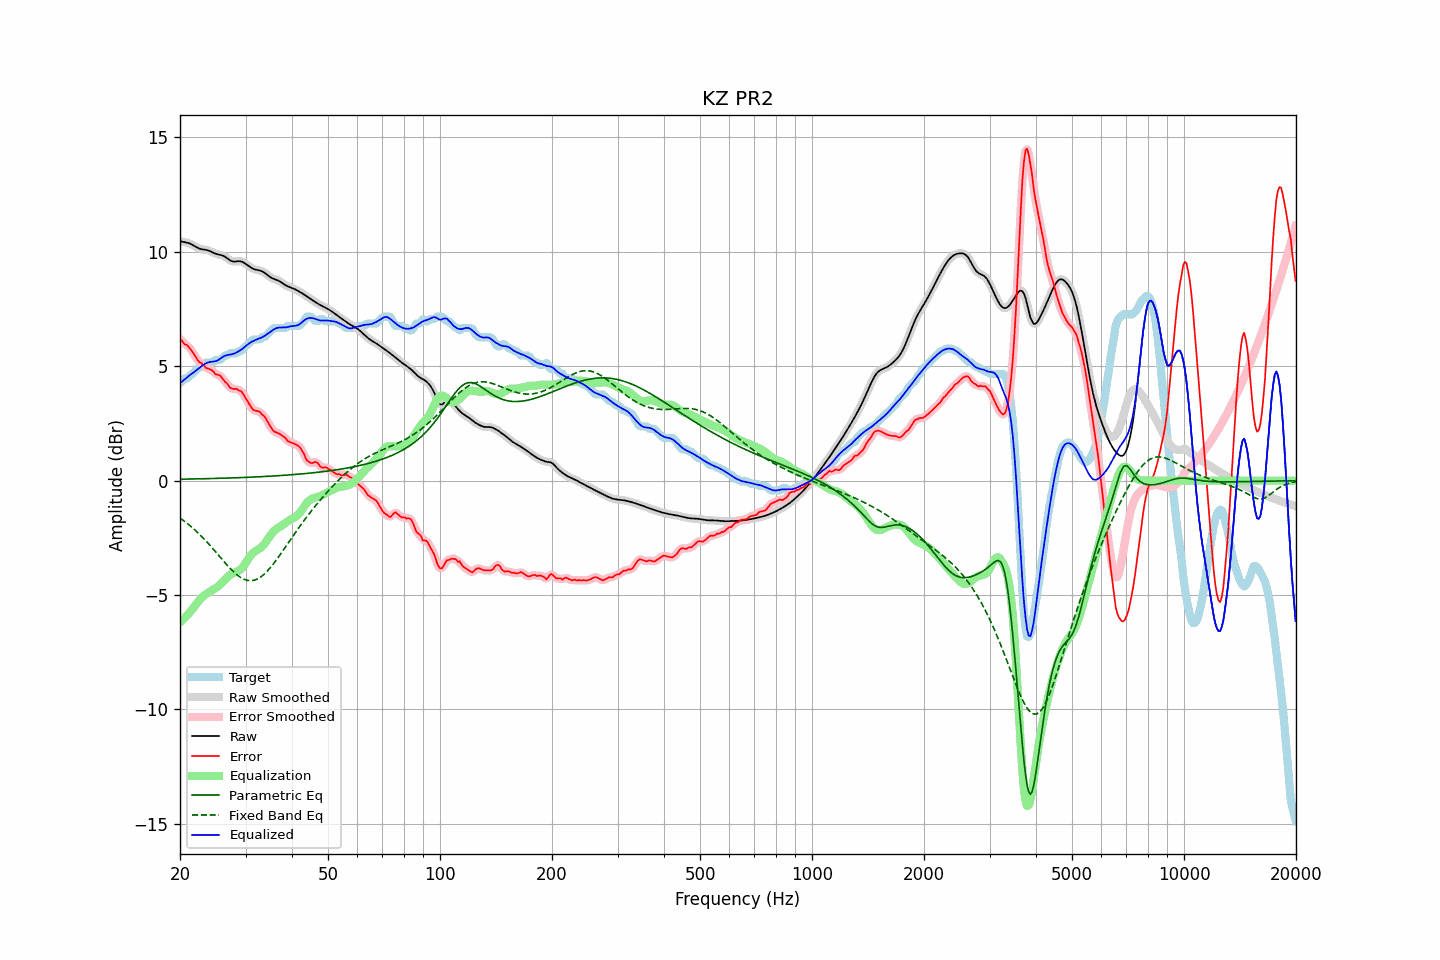 KZ PR2
15
10
5
0
−5
−10
−15
Amplitude (dBr)
Target
Raw Smoothed
Error Smoothed
Raw
Error
Equalization
Parametric Eq
Fixed Band Eq
Equalized
20 50 100 200 500 1000 2000 5000 10000 20000
Frequency (Hz)